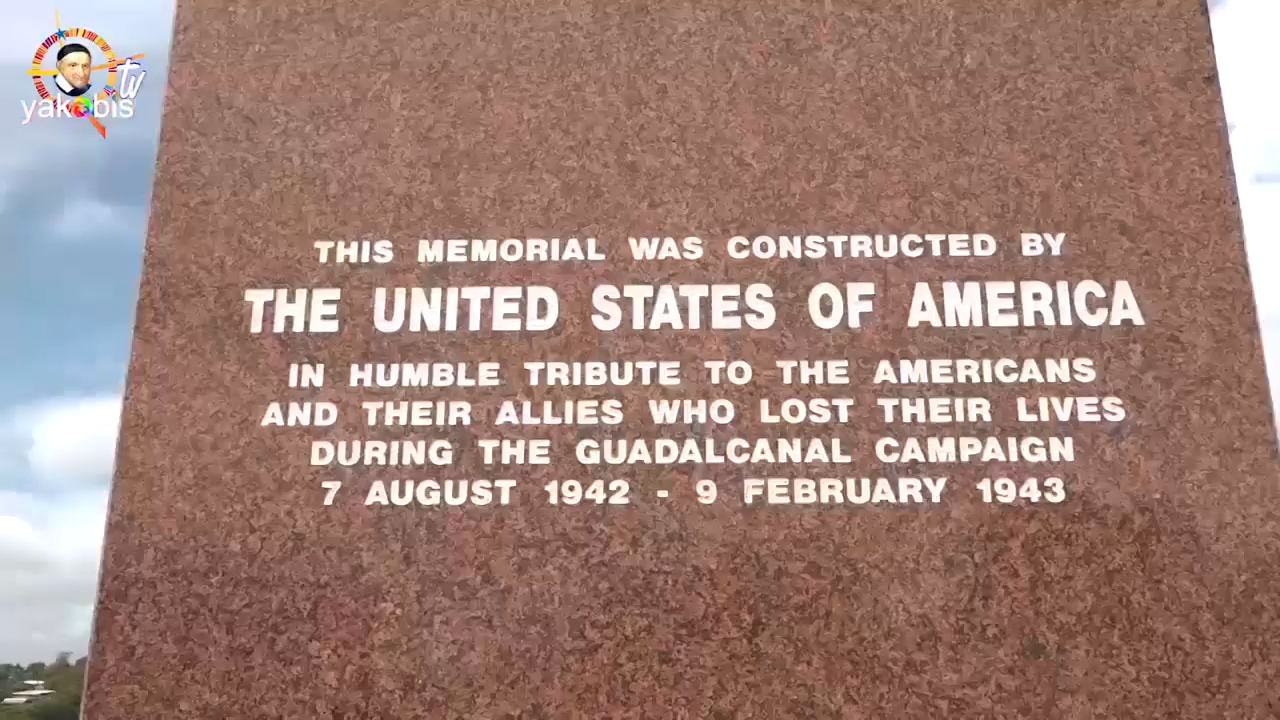 yakobis
tv
THIS MEMORIAL WAS CONSTRUCTED BY
THE UNITED STATES OF AMERICA
IN HUMBLE TRIBUTE TO THE AMERICANS
AND THEIR ALLIES WHO LOST THEIR LIVES
DURING THE GUADALCANAL CAMPAIGN
7 AUGUST 1942 - 9 FEBRUARY 1943